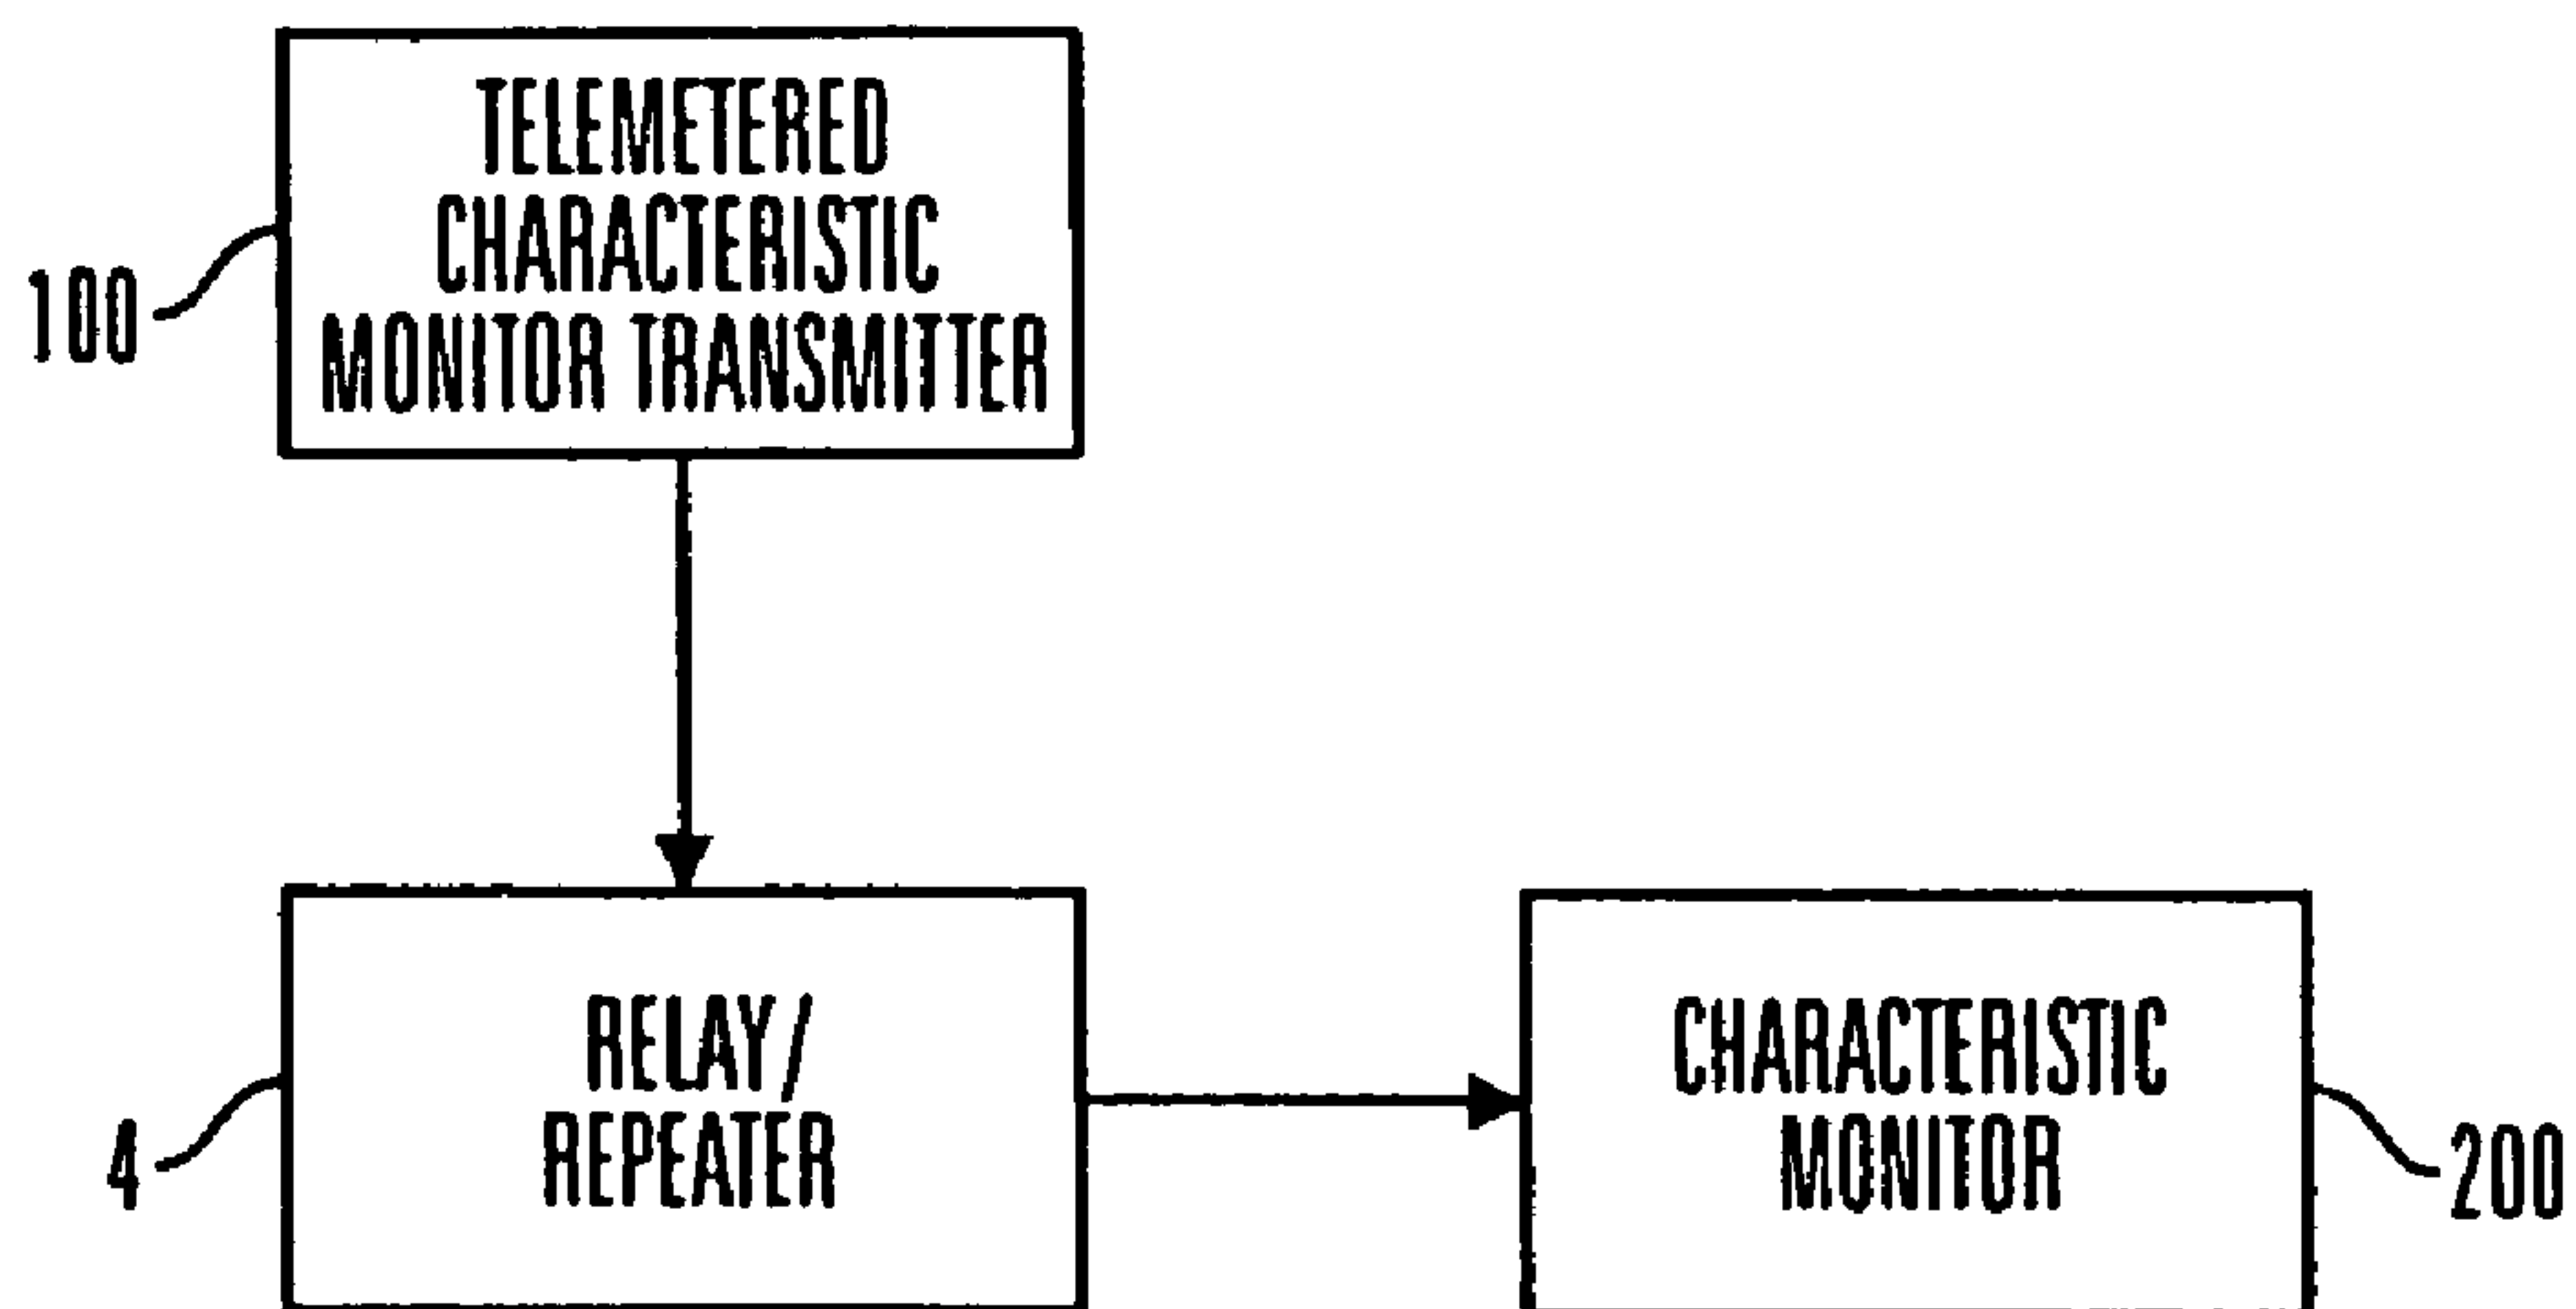 TELEMETERED
CHARACTERISTIC
MONITOR TRANSMITTER
100
RELAY/
REPEATER
4
CHARACTERISTIC
MONITOR
200